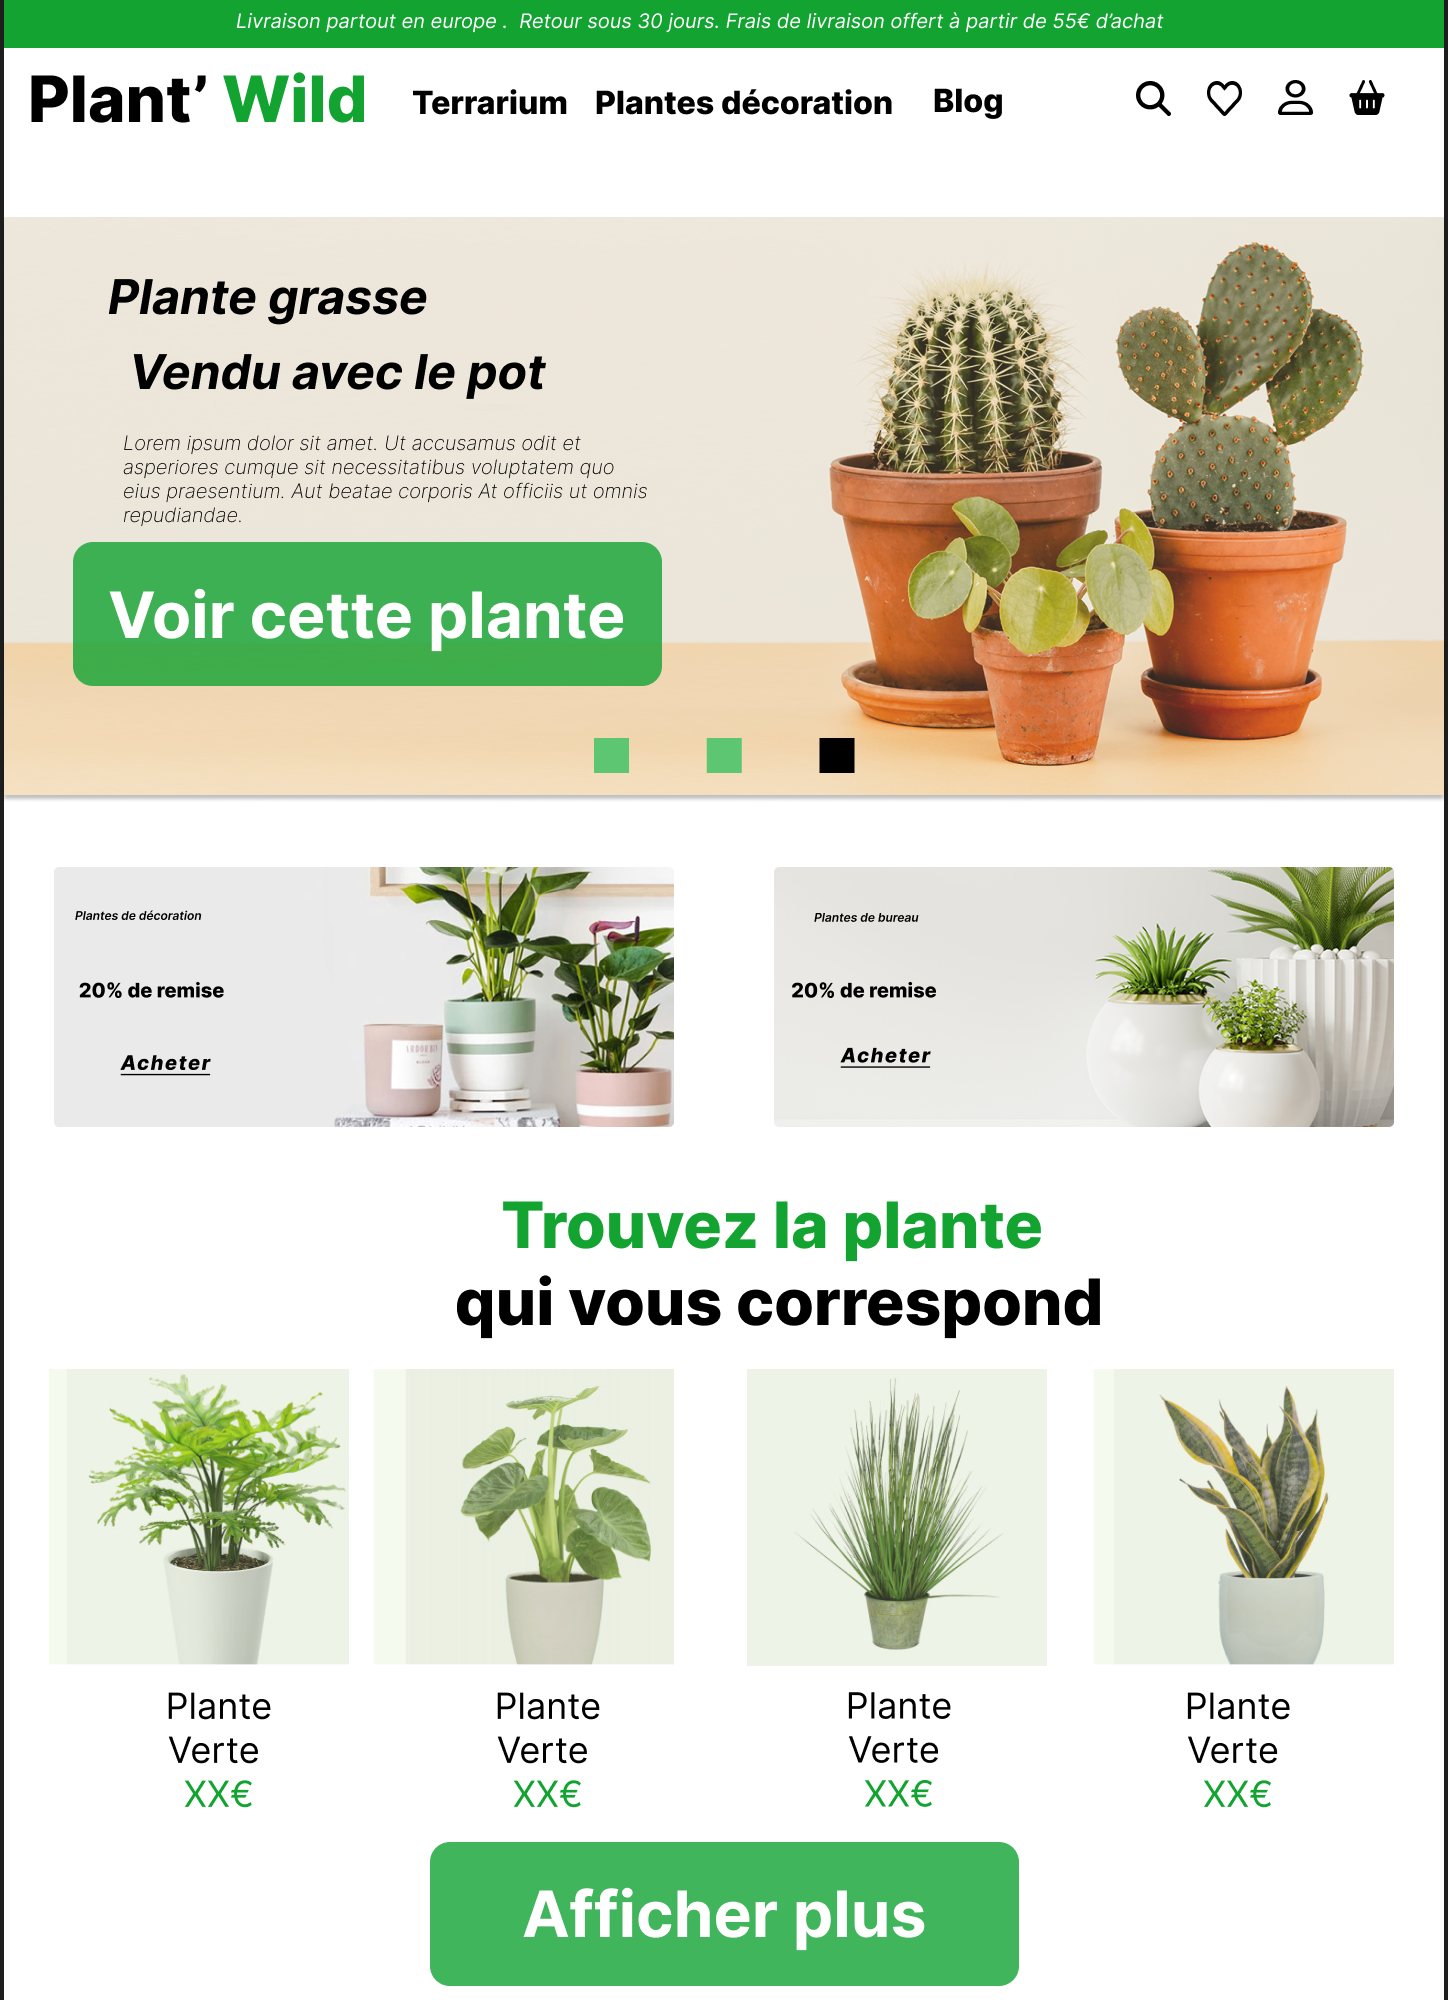 Livraison partout en europe .  Retour sous 30 jours. Frais de livraison offert à partir de 55€ d’achat
Plant’ Wild
Terrarium
Plantes décoration
Blog
Plante grasse
Vendu avec le pot
Lorem ipsum dolor sit amet. Ut accusamus odit et
asperiores cumque sit necessitatibus voluptatem quo
eius praesentium. Aut beatae corporis At officiis ut omnis
repudiandae.
Voir cette plante
Plantes de décoration
20% de remise
Acheter
Plantes de bureau
20% de remise
Acheter
Trouvez la plante
qui vous correspond
Plante
Verte
XX€
Plante
Verte
XX€
Plante
Verte
XX€
Plante
Verte
XX€
Afficher plus